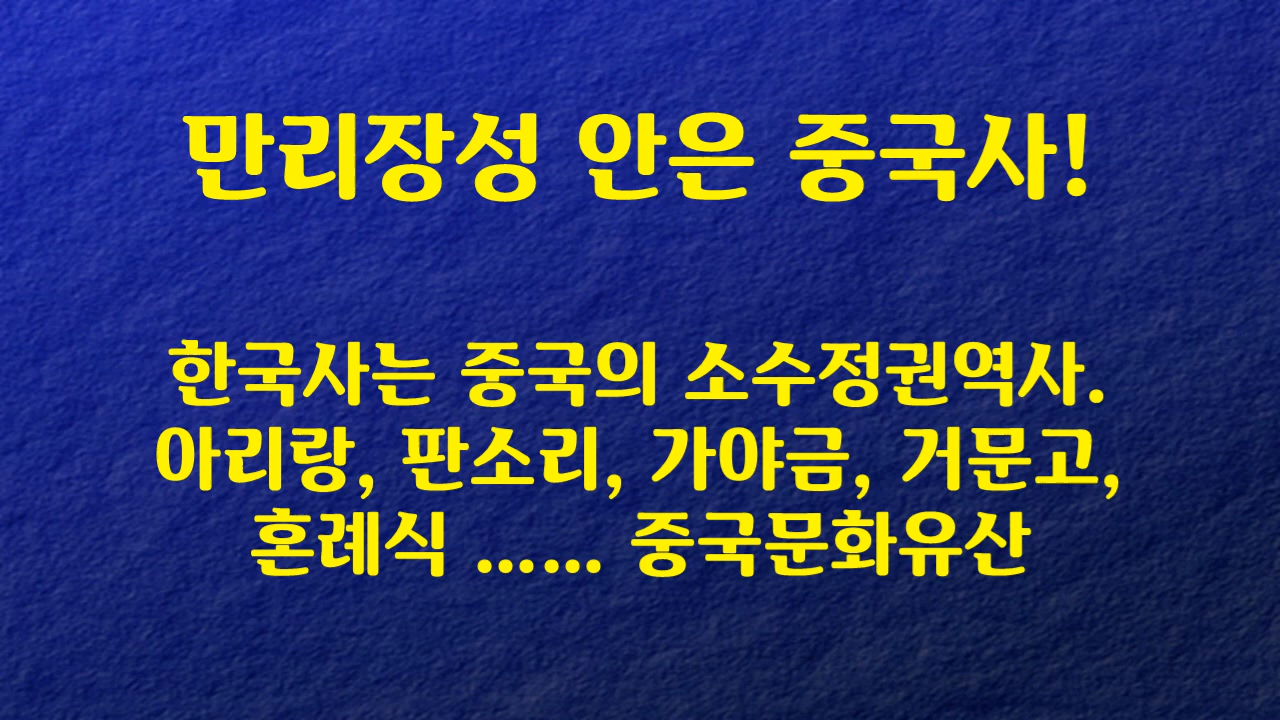 만리장성 안은 중국사!
한국사는 중국의 소수정권역사.
아리랑, 판소리, 가야금, 거문고,
혼례식 …… 중국문화유산